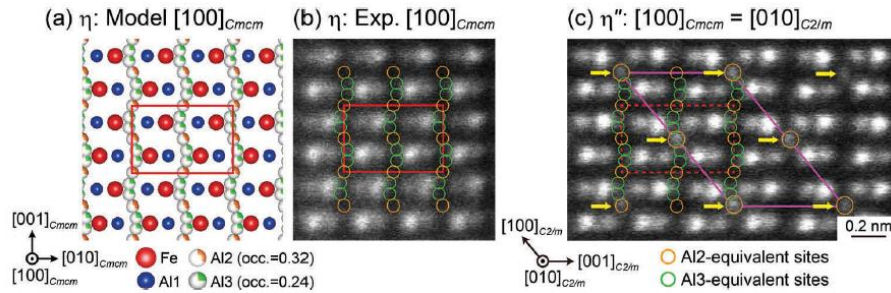 (a) η: Model [100]Cmcm
(b) η: Exp. [100]Cmcm
(c) η″: [100]Cmcm = [010]C2/m
[001]Cmcm
[010]Cmcm
[100]Cmcm
Fe
Al2 (occ.=0.32)
Al1
Al3 (occ.=0.24)
[100]C2/m
[001]C2/m
[010]C2/m
Al2-equivalent sites
Al3-equivalent sites
0.2 nm